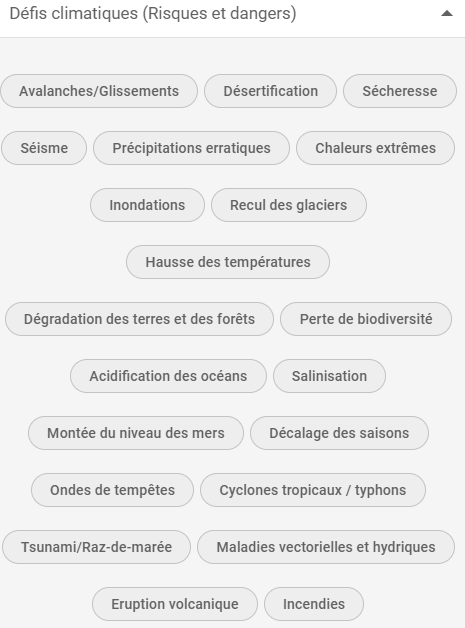 Défis climatiques (Risques et dangers)
Avalanches/Glissements Désertification Sécheresse
Séisme Précipitations erratiques Chaleurs extrêmes
Inondations Recul des glaciers
Hausse des températures
Dégradation des terres et des forêts Perte de biodiversité
Acidification des océans Salinisation
Montée du niveau des mers Décalage des saisons
Ondes de tempêtes Cyclones tropicaux / typhons
Tsunami/Raz-de-marée Maladies vectorielles et hydriques
Eruption volcanique Incendies